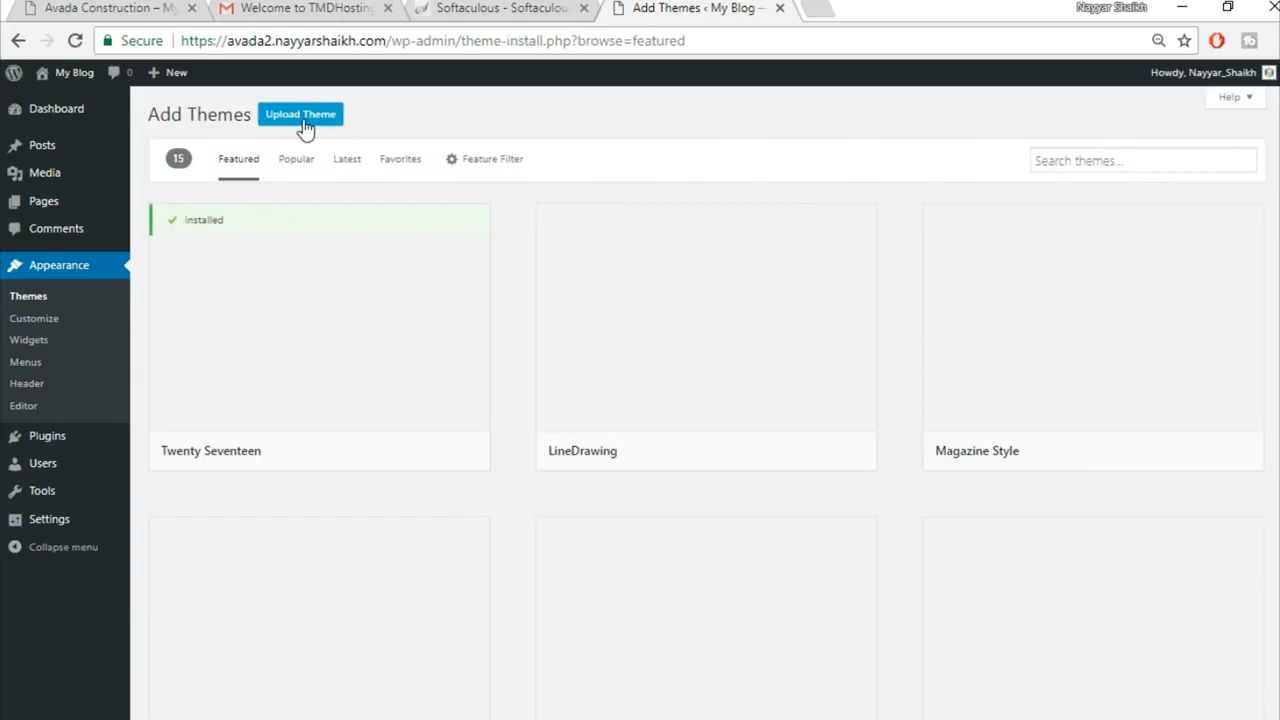 Avada Construction – My
Welcome to TMDHosting
Softaculous - Softaculous
Add Themes ‹ My Blog —
Nayyar Shaikh
Secure
https://avada2.nayyarshaikh.com/wp-admin/theme-install.php?browse=featured
My Blog
0
New
Howdy, Nayyar_Shaikh
Help
Dashboard
Posts
Media
Pages
Comments
Appearance
Themes
Customize
Widgets
Menus
Header
Editor
Plugins
Users
Tools
Settings
Collapse menu
Add Themes
Upload Theme
15
Featured
Popular
Latest
Favorites
Feature Filter
Search themes...
Installed
Twenty Seventeen
LineDrawing
Magazine Style